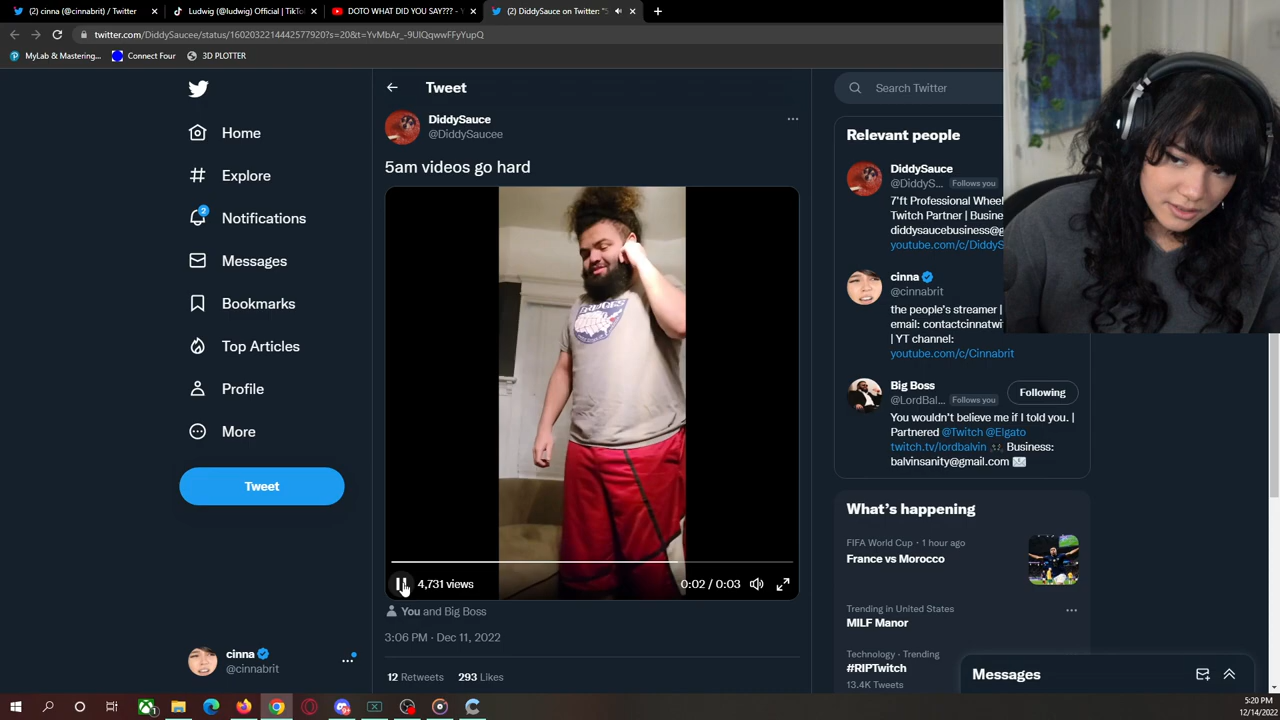 (2) cinna (@cinnabrit) / Twitter
Ludwig (@ludwig) Official | TikTo
DOTO WHAT DID YOU SAY??? -
(2) DiddySauce on Twitter: "5
twitter.com/DiddySaucee/status/1602032214442577920?s=20&t=YvMbAr_-9UIQqwwFFyYupQ
MyLab & Mastering...
Connect Four
3D PLOTTER
Home
Explore
2
Notifications
Messages
Bookmarks
Top Articles
Profile
More
Tweet
cinna
@cinnabrit
Tweet
DiddySauce
@DiddySaucee
5am videos go hard
4,731 views
0:02 / 0:03
You and Big Boss
3:06 PM · Dec 11, 2022
12 Retweets 293 Likes
Search Twitter
Relevant people
DiddySauce
@DiddyS... Follows you
7'ft Professional Wheel
Twitch Partner | Busine
diddysaucebusiness@g
youtube.com/c/DiddyS
cinna
@cinnabrit
the people's streamer |
email: contactcinnatwi
| YT channel:
youtube.com/c/Cinnabrit
Big Boss
@LordBal... Follows you
Following
You wouldn't believe me if I told you. |
Partnered @Twitch @Elgato
twitch.tv/lordbalvin Business:
balvinsanity@gmail.com
What's happening
FIFA World Cup · 1 hour ago
France vs Morocco
Trending in United States
MILF Manor
Technology · Trending
#RIPTwitch
13.4K Tweets
Messages
5:20 PM
12/14/2022